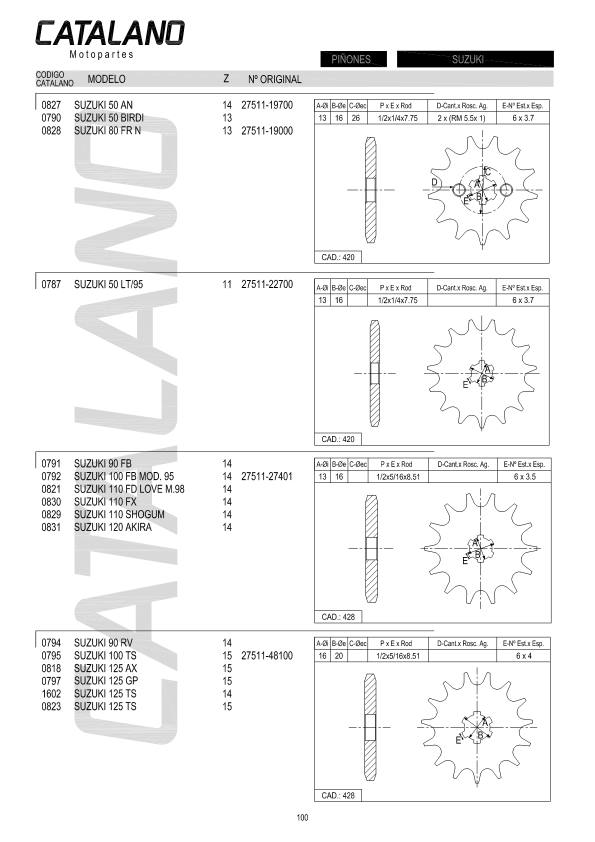 CATALANO
Motopartes
PIÑONES SUZUKI
CODIGO CATALANO MODELO Z Nº ORIGINAL
0827 SUZUKI 50 AN 14 27511-19700
0790 SUZUKI 50 BIRDI 13
0828 SUZUKI 80 FR N 13 27511-19000
A-Øi B-Øe C-Øec P x E x Rod D-Cant.x Rosc. Ag. E-Nº Est.x Esp.
13 16 26 1/2x1/4x7.75 2 x (RM 5.5x 1) 6 x 3.7
C
D A
B
E
CAD.: 420
0787 SUZUKI 50 LT/95 11 27511-22700
A-Øi B-Øe C-Øec P x E x Rod D-Cant.x Rosc. Ag. E-Nº Est.x Esp.
13 16 1/2x1/4x7.75 6 x 3.7
A
B
E
CAD.: 420
0791 SUZUKI 90 FB 14
0792 SUZUKI 100 FB MOD. 95 14 27511-27401
0821 SUZUKI 110 FD LOVE M.98 14
0830 SUZUKI 110 FX 14
0829 SUZUKI 110 SHOGUM 14
0831 SUZUKI 120 AKIRA 14
A-Øi B-Øe C-Øec P x E x Rod D-Cant.x Rosc. Ag. E-Nº Est.x Esp.
13 16 1/2x5/16x8.51 6 x 3.5
A
B
E
CAD.: 428
0794 SUZUKI 90 RV 14
0795 SUZUKI 100 TS 15 27511-48100
0818 SUZUKI 125 AX 15
0797 SUZUKI 125 GP 15
1602 SUZUKI 125 TS 14
0823 SUZUKI 125 TS 15
A-Øi B-Øe C-Øec P x E x Rod D-Cant.x Rosc. Ag. E-Nº Est.x Esp.
16 20 1/2x5/16x8.51 6 x 4
A
B
E
CAD.: 428
CATALANO
100